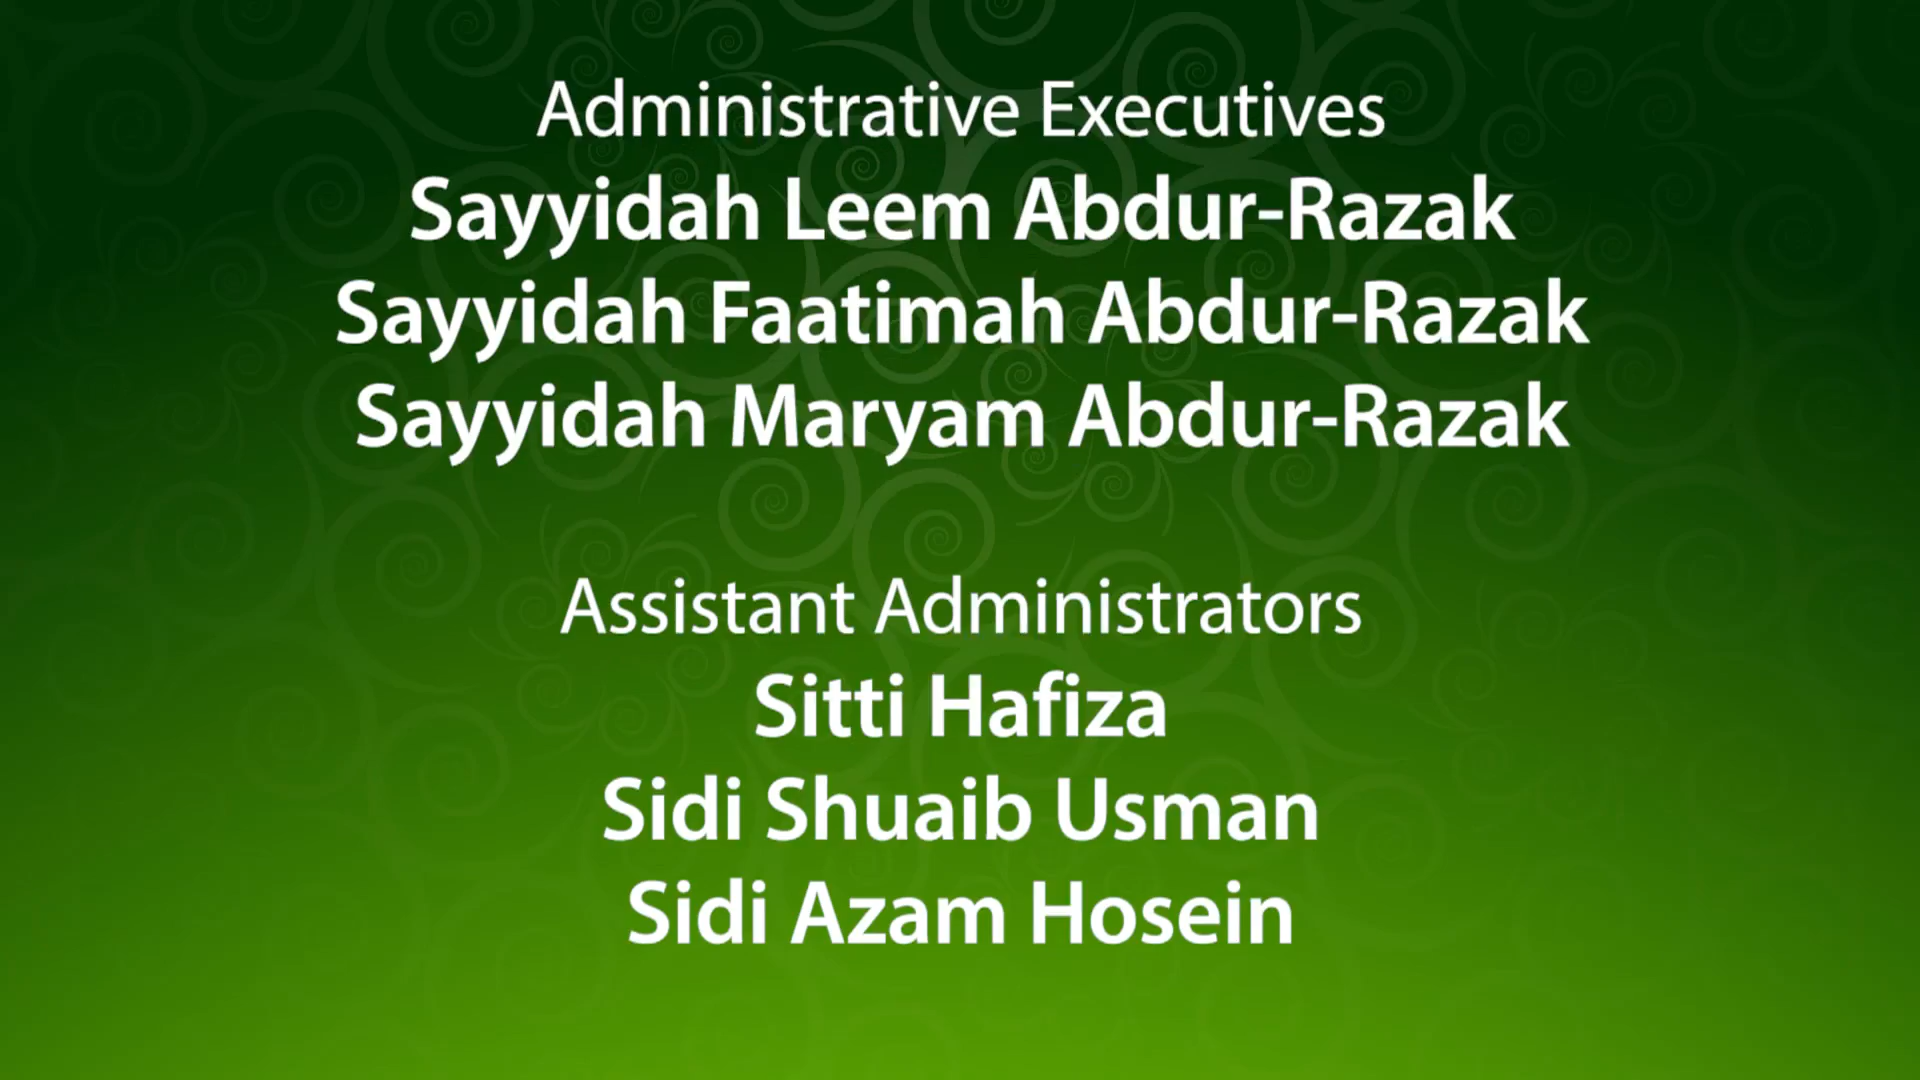 Administrative Executives
Sayyidah Leem Abdur-Razak
Sayyidah Faatimah Abdur-Razak
Sayyidah Maryam Abdur-Razak
Assistant Administrators
Sitti Hafiza
Sidi Shuaib Usman
Sidi Azam Hosein